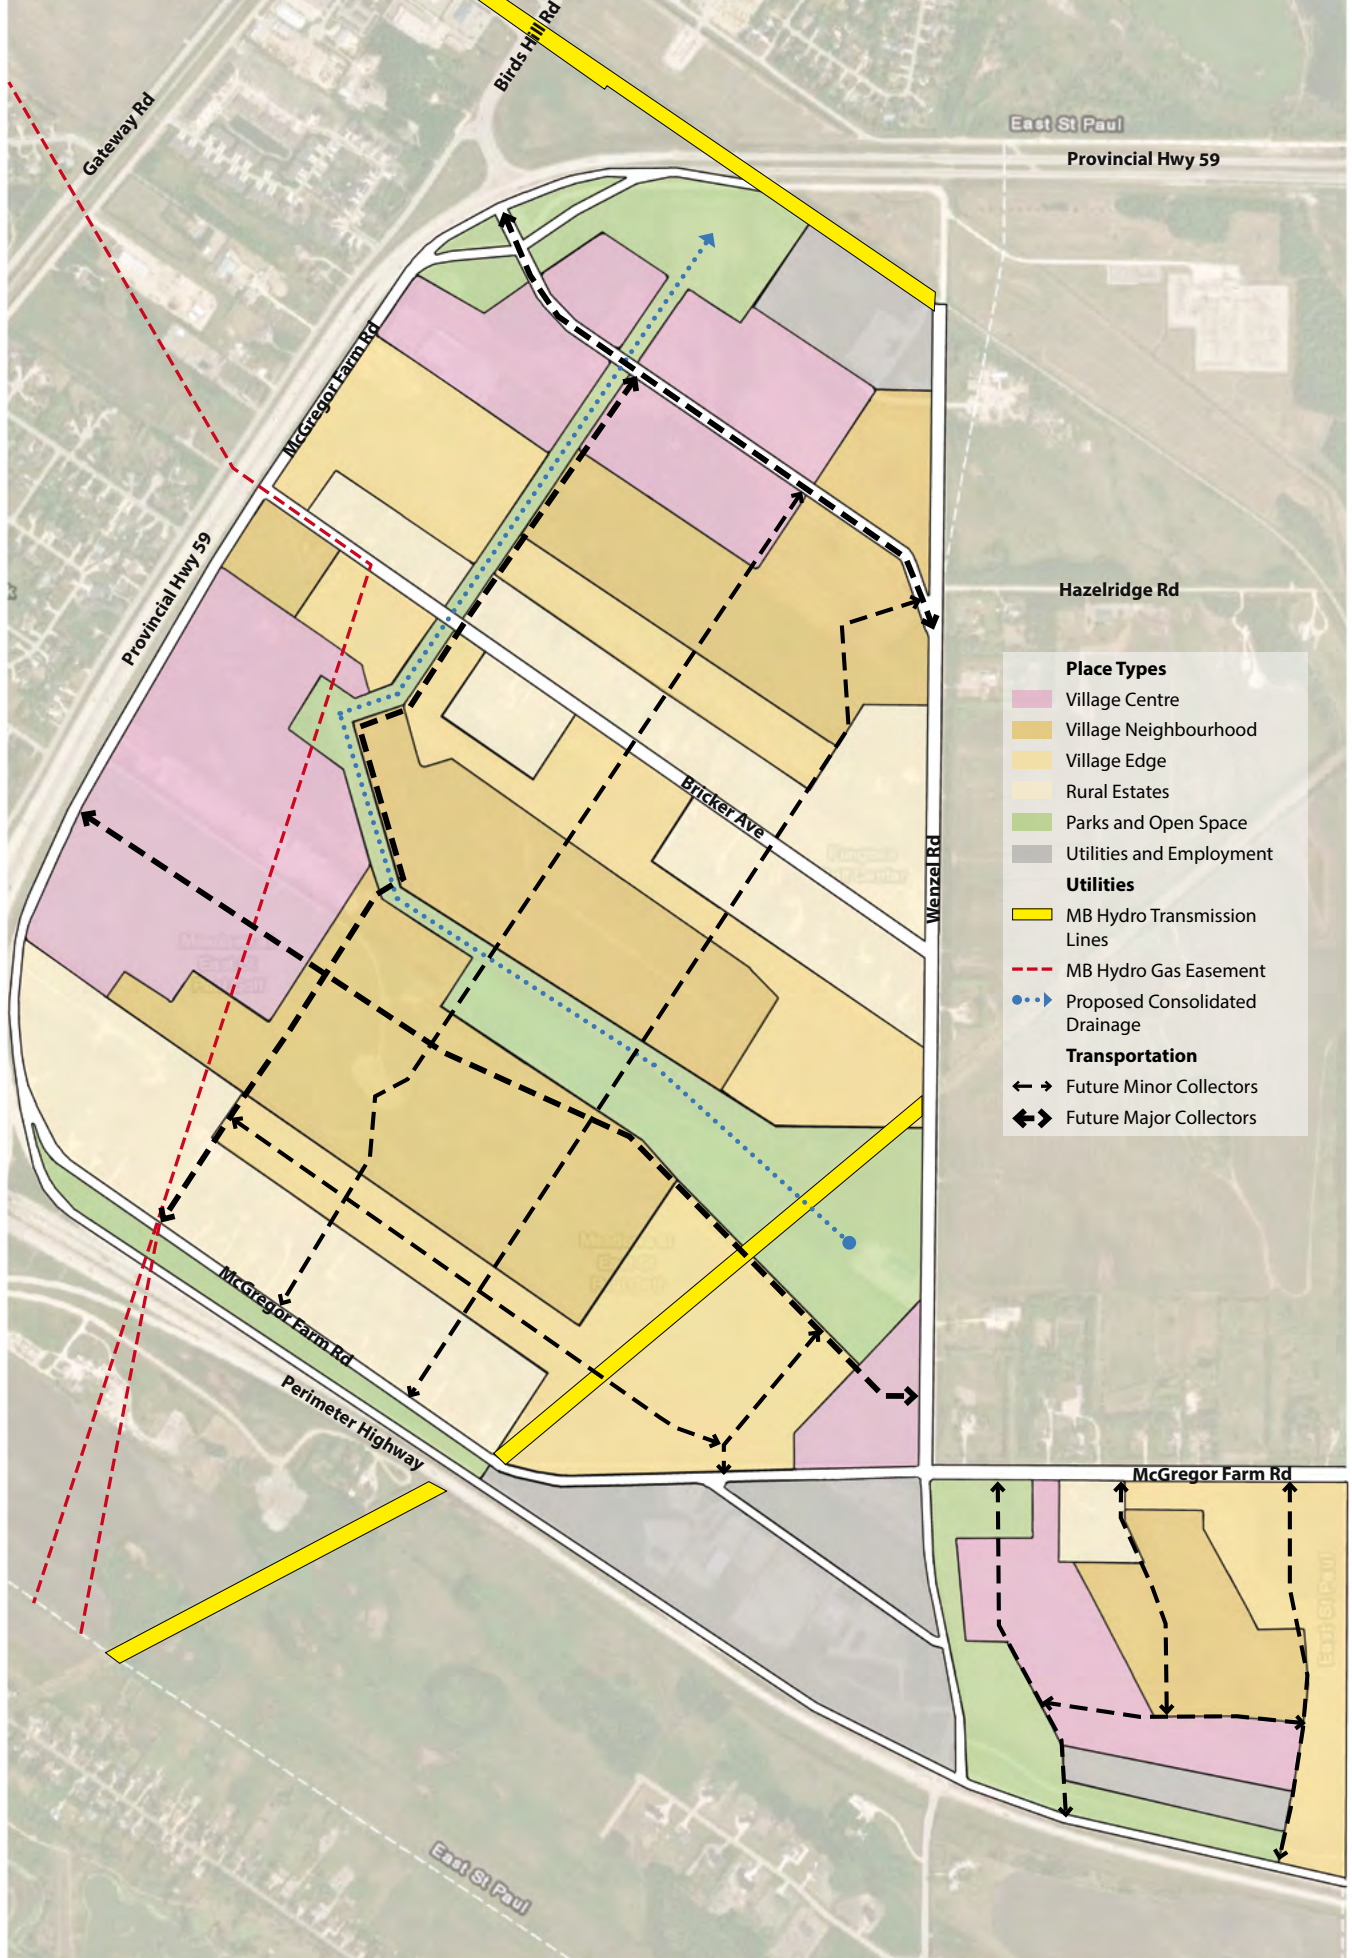 Birds Hill Rd
Gateway Rd
East St Paul
Provincial Hwy 59
McGregor Farm Rd
Provincial Hwy 59
Hazelridge Rd
Place Types
Village Centre
Village Neighbourhood
Village Edge
Rural Estates
Parks and Open Space
Utilities and Employment
Utilities
MB Hydro Transmission
Lines
MB Hydro Gas Easement
Proposed Consolidated
Drainage
Transportation
Future Minor Collectors
Future Major Collectors
Bricker Ave
Wenzel Rd
McGregor Farm Rd
Perimeter Highway
McGregor Farm Rd
East St Paul
East St Paul